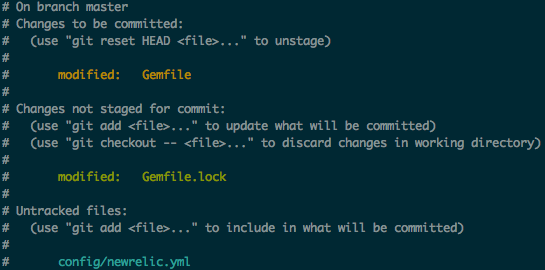 # On branch master
# Changes to be committed:
#   (use "git reset HEAD <file>..." to unstage)
#
#       modified:   Gemfile
#
# Changes not staged for commit:
#   (use "git add <file>..." to update what will be committed)
#   (use "git checkout -- <file>..." to discard changes in working directory)
#
#       modified:   Gemfile.lock
#
# Untracked files:
#   (use "git add <file>..." to include in what will be committed)
#
#       config/newrelic.yml